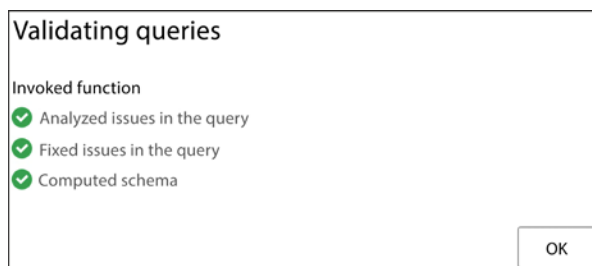 Validating queries
Invoked function
Analyzed issues in the query
Fixed issues in the query
Computed schema
OK